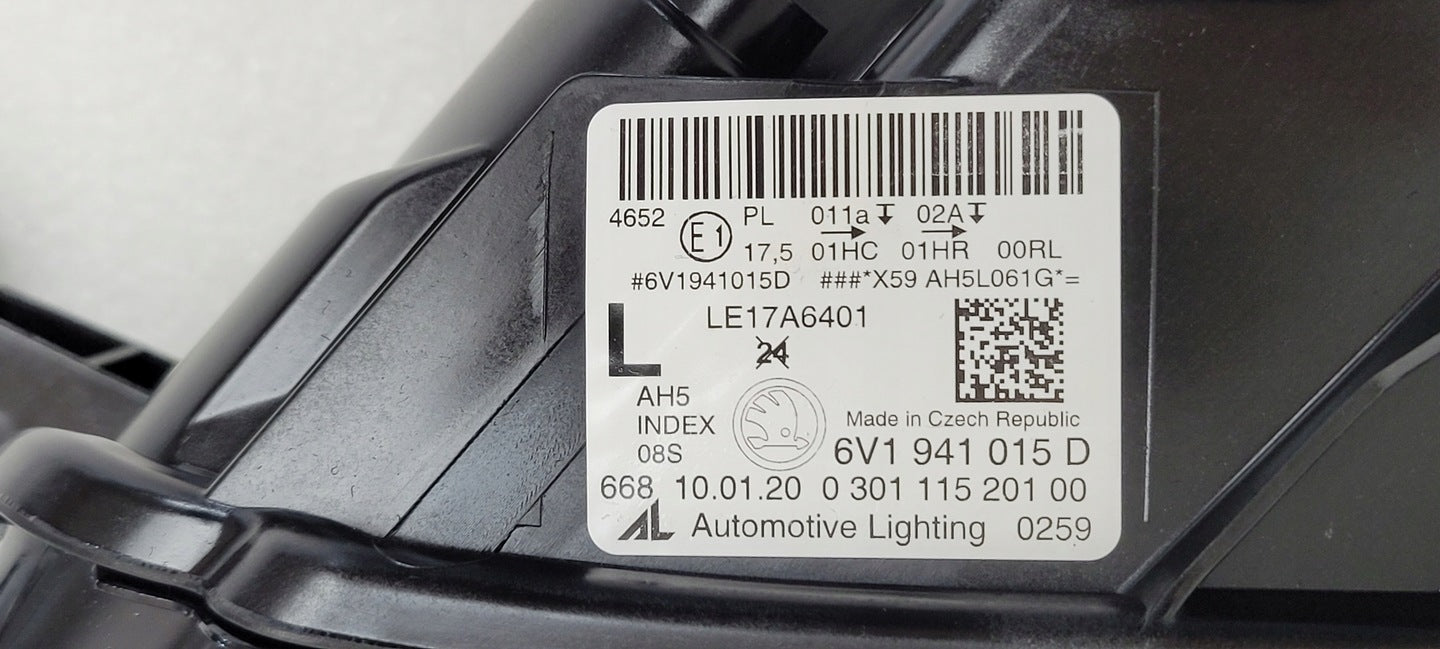 4652 E1 PL 011a 02A
17,5 01HC 01HR 00RL
#6V1941015D ###*X59 AH5L061G*=
L LE17A6401
24
AH5
INDEX
08S
Made in Czech Republic
6V1 941 015 D
668 10.01.20 0 301 115 201 00
AL Automotive Lighting 0259